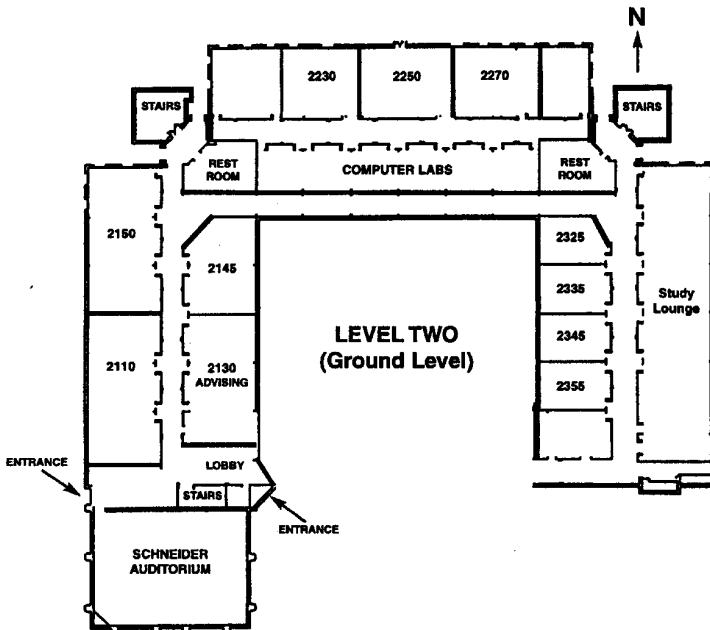 N
2230
2250
2270
STAIRS
STAIRS
REST
ROOM
COMPUTER LABS
REST
ROOM
2150
2145
2325
2335
Study
Lounge
LEVEL TWO
(Ground Level)
2345
2110
2130
ADVISING
2355
ENTRANCE
LOBBY
STAIRS
ENTRANCE
SCHNEIDER
AUDITORIUM